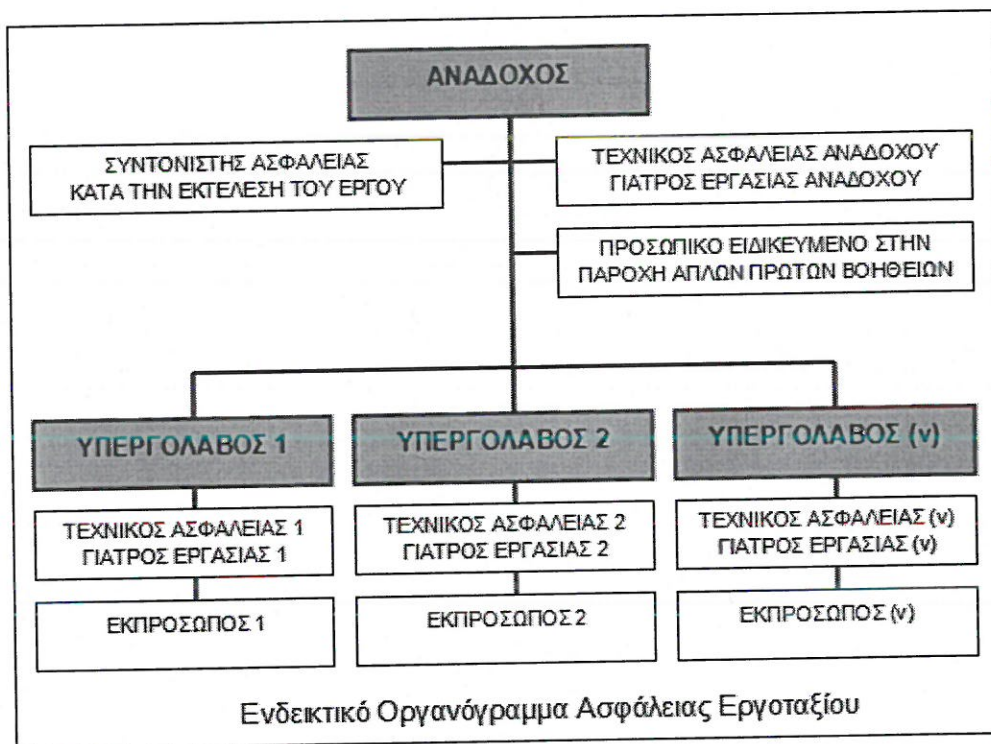 ΑΝΑΔΟΧΟΣ
ΣΥΝΤΟΝΙΣΤΗΣ ΑΣΦΑΛΕΙΑΣ
ΚΑΤΑ ΤΗΝ ΕΚΤΕΛΕΣΗ ΤΟΥ ΕΡΓΟΥ
ΤΕΧΝΙΚΟΣ ΑΣΦΑΛΕΙΑΣ ΑΝΑΔΟΧΟΥ
ΓΙΑΤΡΟΣ ΕΡΓΑΣΙΑΣ ΑΝΑΔΟΧΟΥ
ΠΡΟΣΩΠΙΚΟ ΕΙΔΙΚΕΥΜΕΝΟ ΣΤΗΝ
ΠΑΡΟΧΗ ΑΠΛΩΝ ΠΡΩΤΩΝ ΒΟΗΘΕΙΩΝ
ΥΠΕΡΓΟΛΑΒΟΣ 1
ΤΕΧΝΙΚΟΣ ΑΣΦΑΛΕΙΑΣ 1
ΓΙΑΤΡΟΣ ΕΡΓΑΣΙΑΣ 1
ΕΚΠΡΟΣΩΠΟΣ 1
ΥΠΕΡΓΟΛΑΒΟΣ 2
ΤΕΧΝΙΚΟΣ ΑΣΦΑΛΕΙΑΣ 2
ΓΙΑΤΡΟΣ ΕΡΓΑΣΙΑΣ 2
ΕΚΠΡΟΣΩΠΟΣ 2
ΥΠΕΡΓΟΛΑΒΟΣ (ν)
ΤΕΧΝΙΚΟΣ ΑΣΦΑΛΕΙΑΣ (ν)
ΓΙΑΤΡΟΣ ΕΡΓΑΣΙΑΣ (ν)
ΕΚΠΡΟΣΩΠΟΣ (ν)
Ενδεικτικό Οργανόγραμμα Ασφάλειας Εργοταξίου